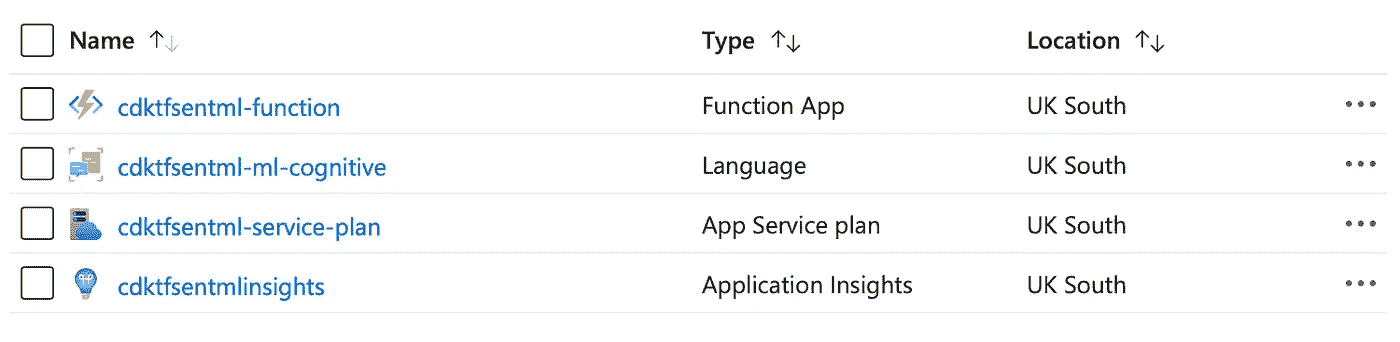 Name ↑↓ Type ↑↓ Location ↑↓
cdktfsentml-function Function App UK South
cdktfsentml-ml-cognitive Language UK South
cdktfsentml-service-plan App Service plan UK South
cdktfsentmlinsights Application Insights UK South